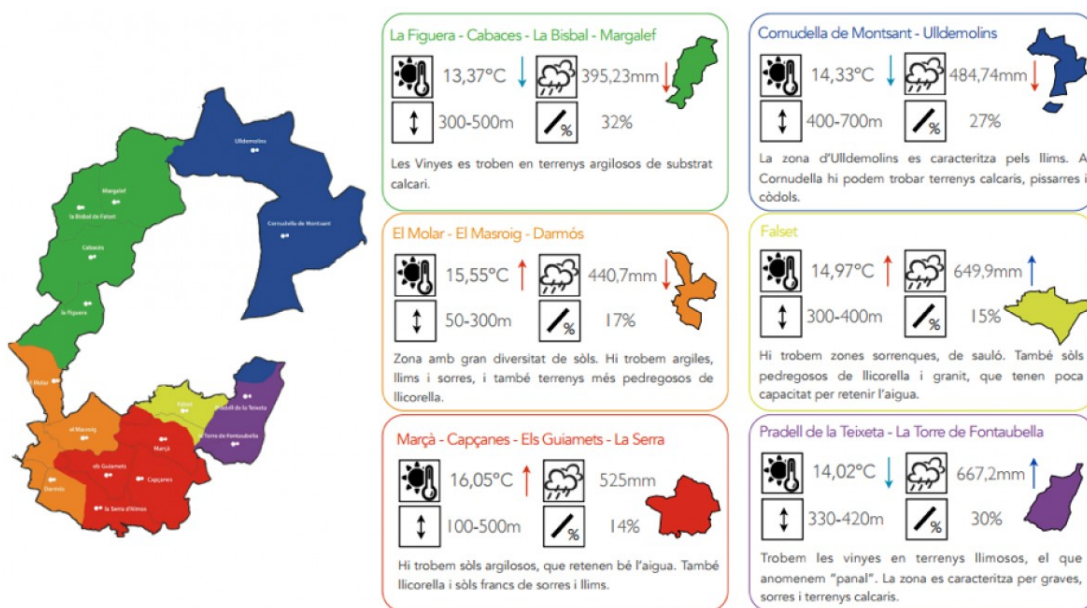 Ulldemolins
Margalef
la Bisbal de Falset
Cornudella de Montsant
Cabacés
la Figuera
el Molar
Falset
Pradell de la Teixeta
el Masroig
la Torre de Fontaubella
Marçà
els Guiamets
Capçanes
Darmós
la Serra d'Almos
La Figuera - Cabaces - La Bisbal - Margalef
13,37°C
395,23mm
300-500m
%
32%
Les Vinyes es troben en terrenys argilosos de substrat
calcari.
Cornudella de Montsant - Ulldemolins
14,33°C
484,74mm
400-700m
%
27%
La zona d'Ulldemolins es caracteritza pels llims. A
Cornudella hi podem trobar terrenys calcaris, pissarres i
còdols.
El Molar - El Masroig - Darmós
15,55°C
440,7mm
50-300m
%
17%
Zona amb gran diversitat de sòls. Hi trobem argiles,
llims i sorres, i també terrenys més pedregosos de
llicorella.
Falset
14,97°C
649,9mm
300-400m
%
15%
Hi trobem zones sorrenques, de sauló. També sòls
pedregosos de llicorella i granit, que tenen poca
capacitat per retenir l'aigua.
Marçà - Capçanes - Els Guiamets - La Serra
16,05°C
525mm
100-500m
%
14%
Hi trobem sòls argilosos, que retenen bé l'aigua. També
llicorella i sòls francs de sorres i llims.
Pradell de la Teixeta - La Torre de Fontaubella
14,02°C
667,2mm
330-420m
%
30%
Trobem les vinyes en terrenys llimosos, el que
anomenem "panal". La zona es caracteritza per graves,
sorres i terrenys calcaris.